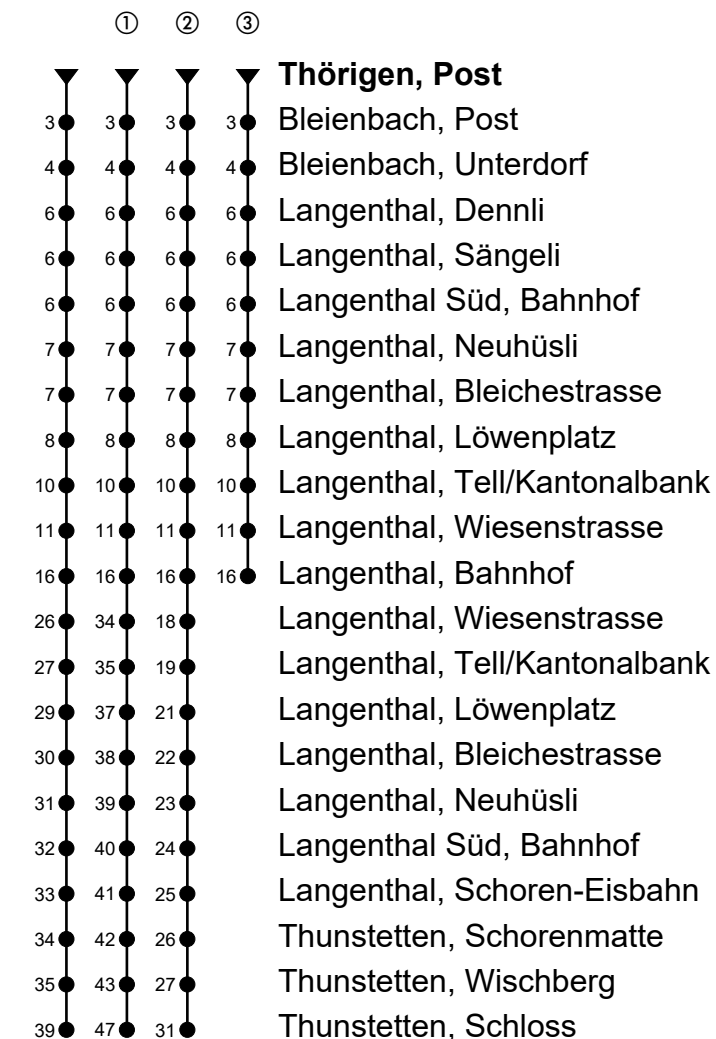 ① ② ③
Thörigen, Post
3 3 3 3 Bleienbach, Post
4 4 4 4 Bleienbach, Unterdorf
6 6 6 6 Langenthal, Dennli
6 6 6 6 Langenthal, Sängeli
6 6 6 6 Langenthal Süd, Bahnhof
7 7 7 7 Langenthal, Neuhüsli
7 7 7 7 Langenthal, Bleichestrasse
8 8 8 8 Langenthal, Löwenplatz
10 10 10 10 Langenthal, Tell/Kantonalbank
11 11 11 11 Langenthal, Wiesenstrasse
16 16 16 16 Langenthal, Bahnhof
26 34 18 Langenthal, Wiesenstrasse
27 35 19 Langenthal, Tell/Kantonalbank
29 37 21 Langenthal, Löwenplatz
30 38 22 Langenthal, Bleichestrasse
31 39 23 Langenthal, Neuhüsli
32 40 24 Langenthal Süd, Bahnhof
33 41 25 Langenthal, Schoren-Eisbahn
34 42 26 Thunstetten, Schorenmatte
35 43 27 Thunstetten, Wischberg
39 47 31 Thunstetten, Schloss